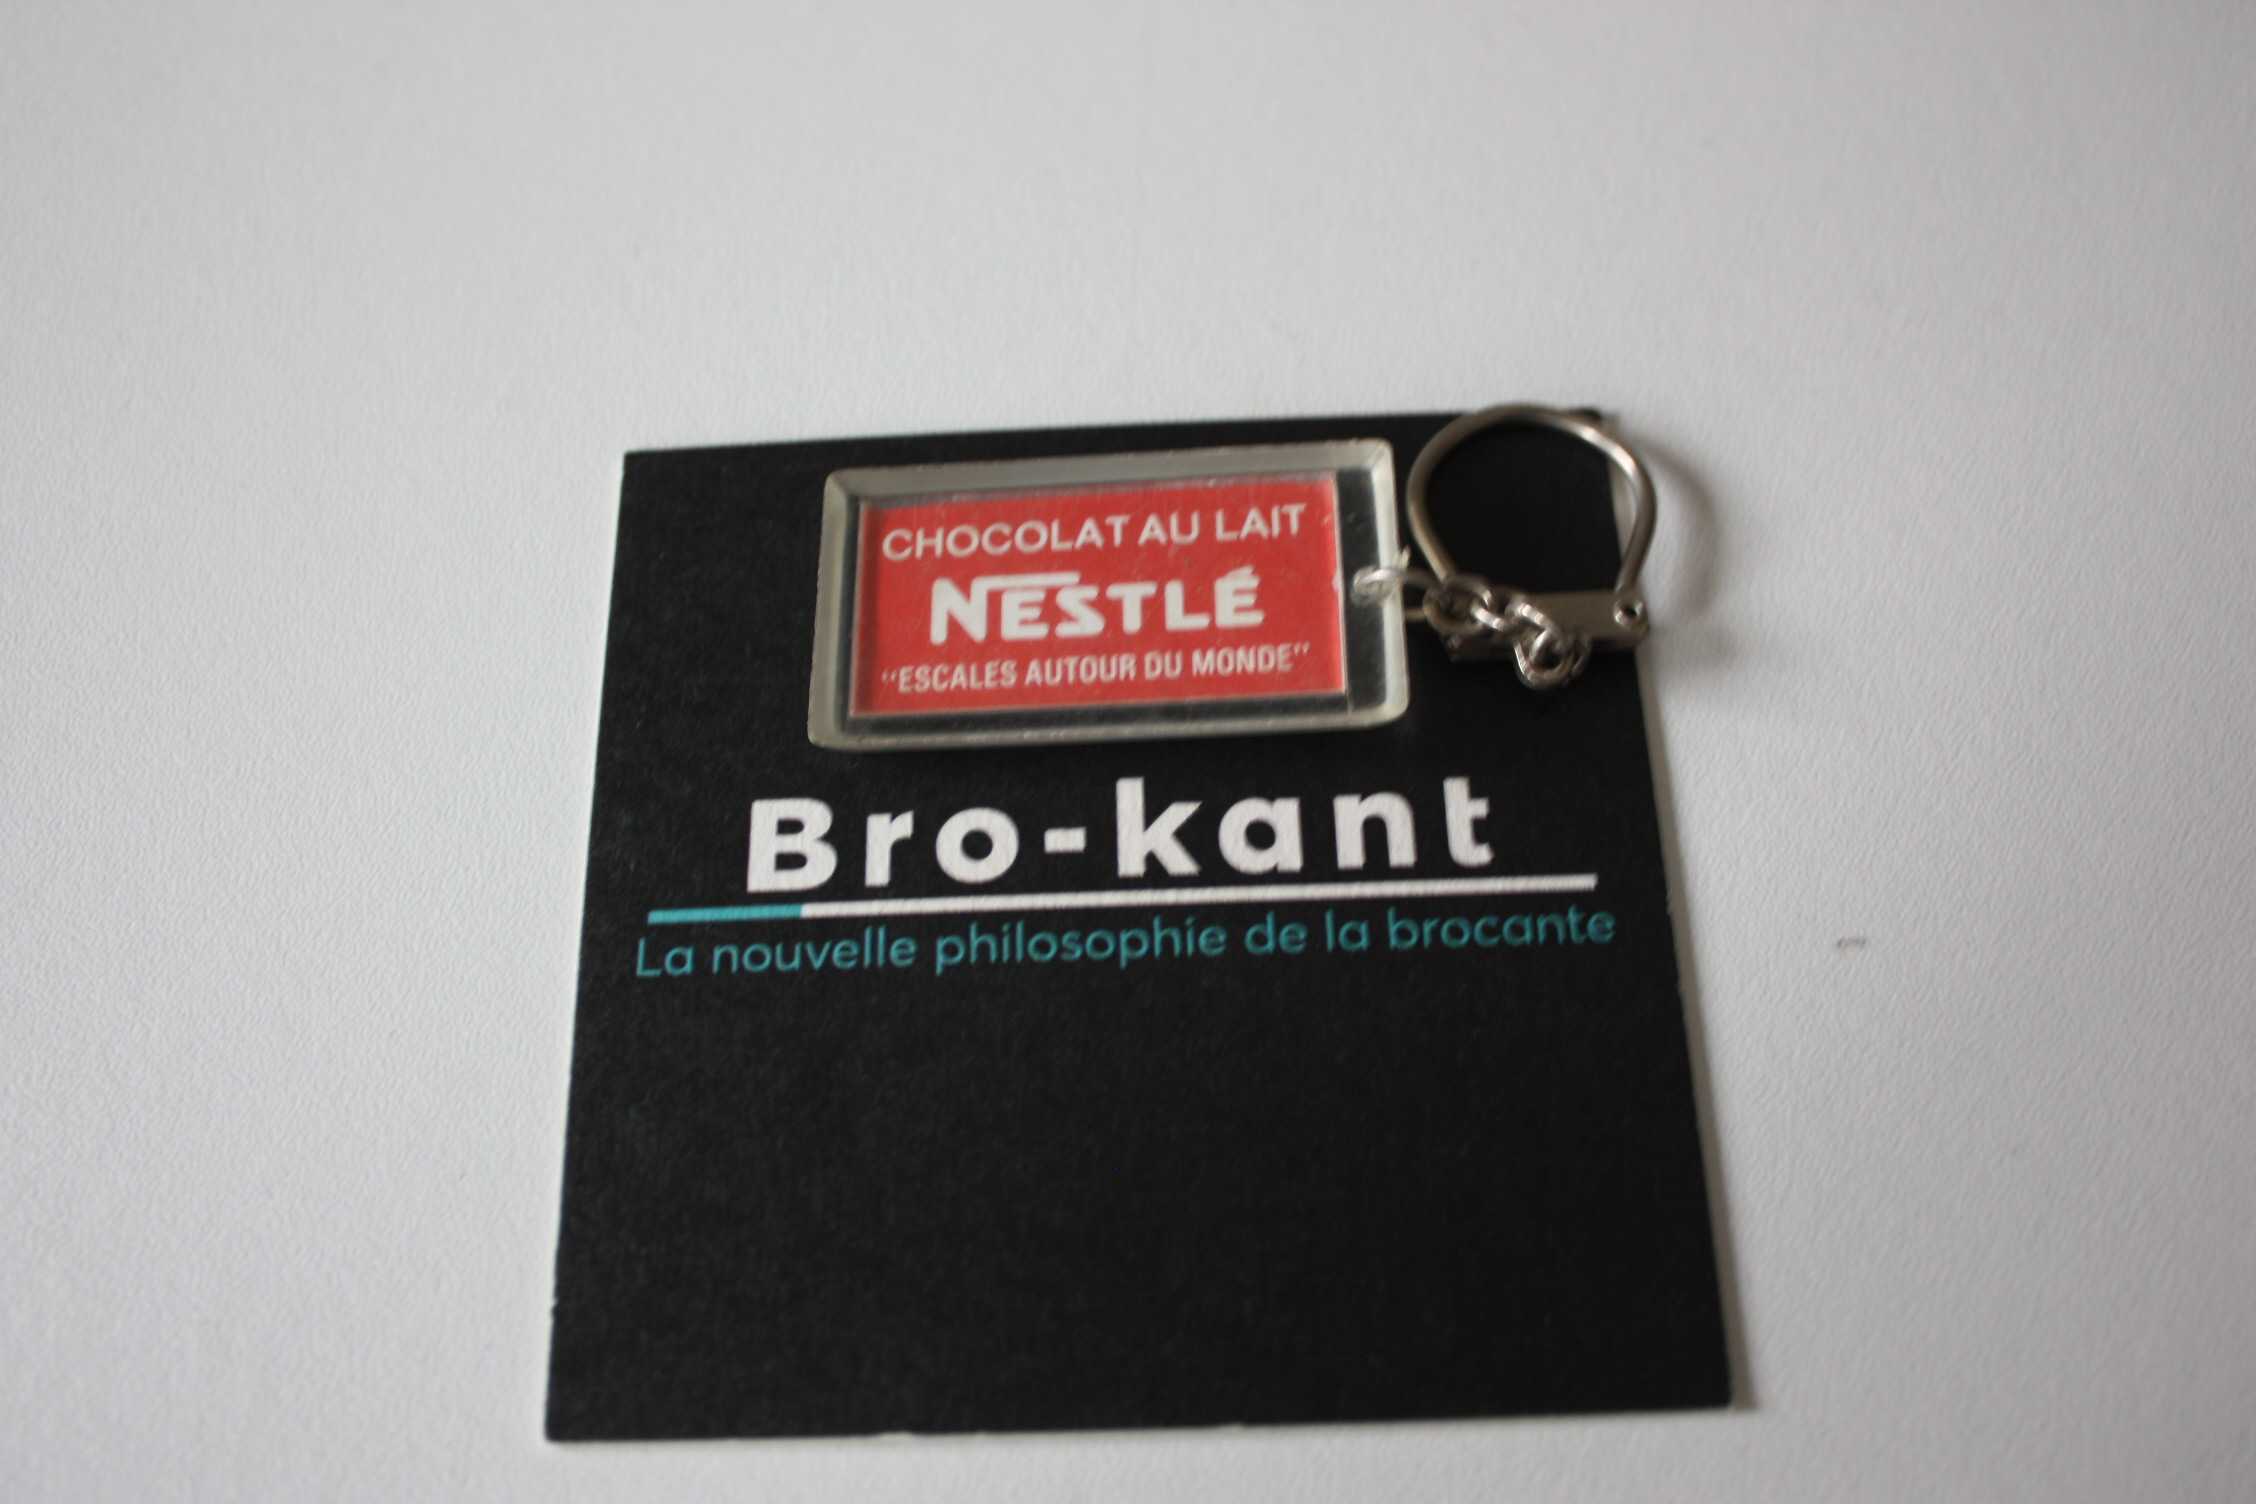 CHOCOLAT AU LAIT
NESTLÉ
"ESCALES AUTOUR DU MONDE"
Bro-kant
La nouvelle philosophie de la brocante